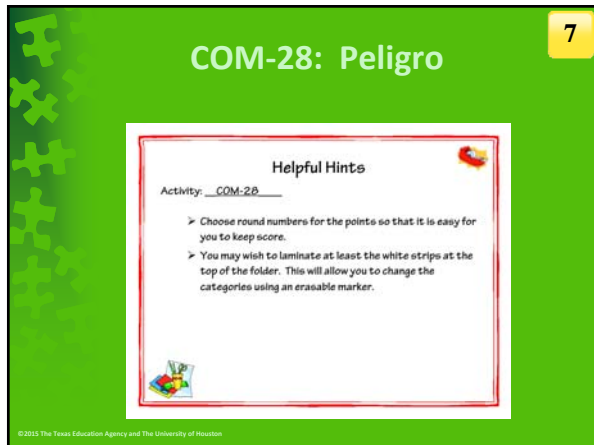 7
COM-28: Peligro
Helpful Hints
Activity: __COM-28____
➢ Choose round numbers for the points so that it is easy for
you to keep score.
➢ You may wish to laminate at least the white strips at the
top of the folder. This will allow you to change the
categories using an erasable marker.
©2015 The Texas Education Agency and The University of Houston